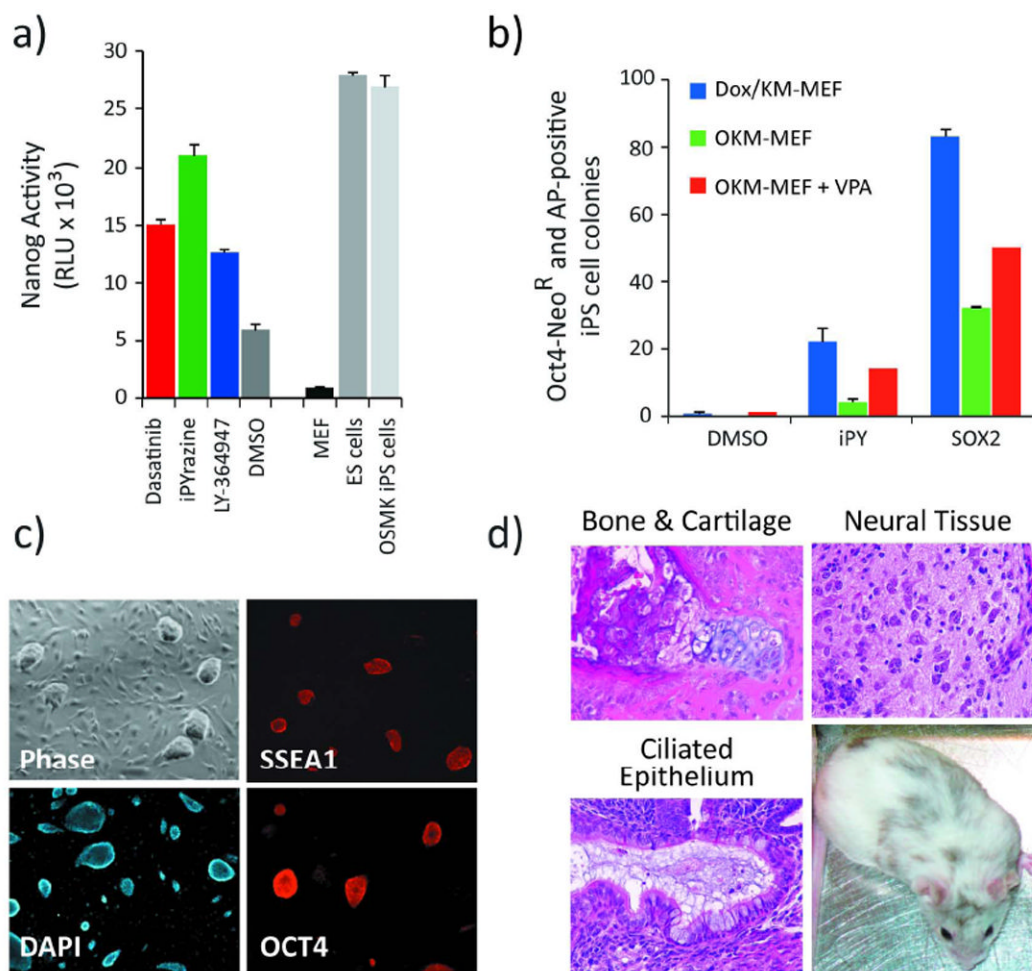 a)
Nanog Activity
(RLU x 10³)
30
25
20
15
10
5
0
Dasatinib
iPYrazine
LY-364947
DMSO
MEF
ES cells
OSMK iPS cells
b)
Oct4-Neoᴿ and AP-positive
iPS cell colonies
100
80
60
40
20
0
Dox/KM-MEF
OKM-MEF
OKM-MEF + VPA
DMSO
iPY
SOX2
c)
Phase
SSEA1
DAPI
OCT4
d)
Bone & Cartilage
Neural Tissue
Ciliated
Epithelium